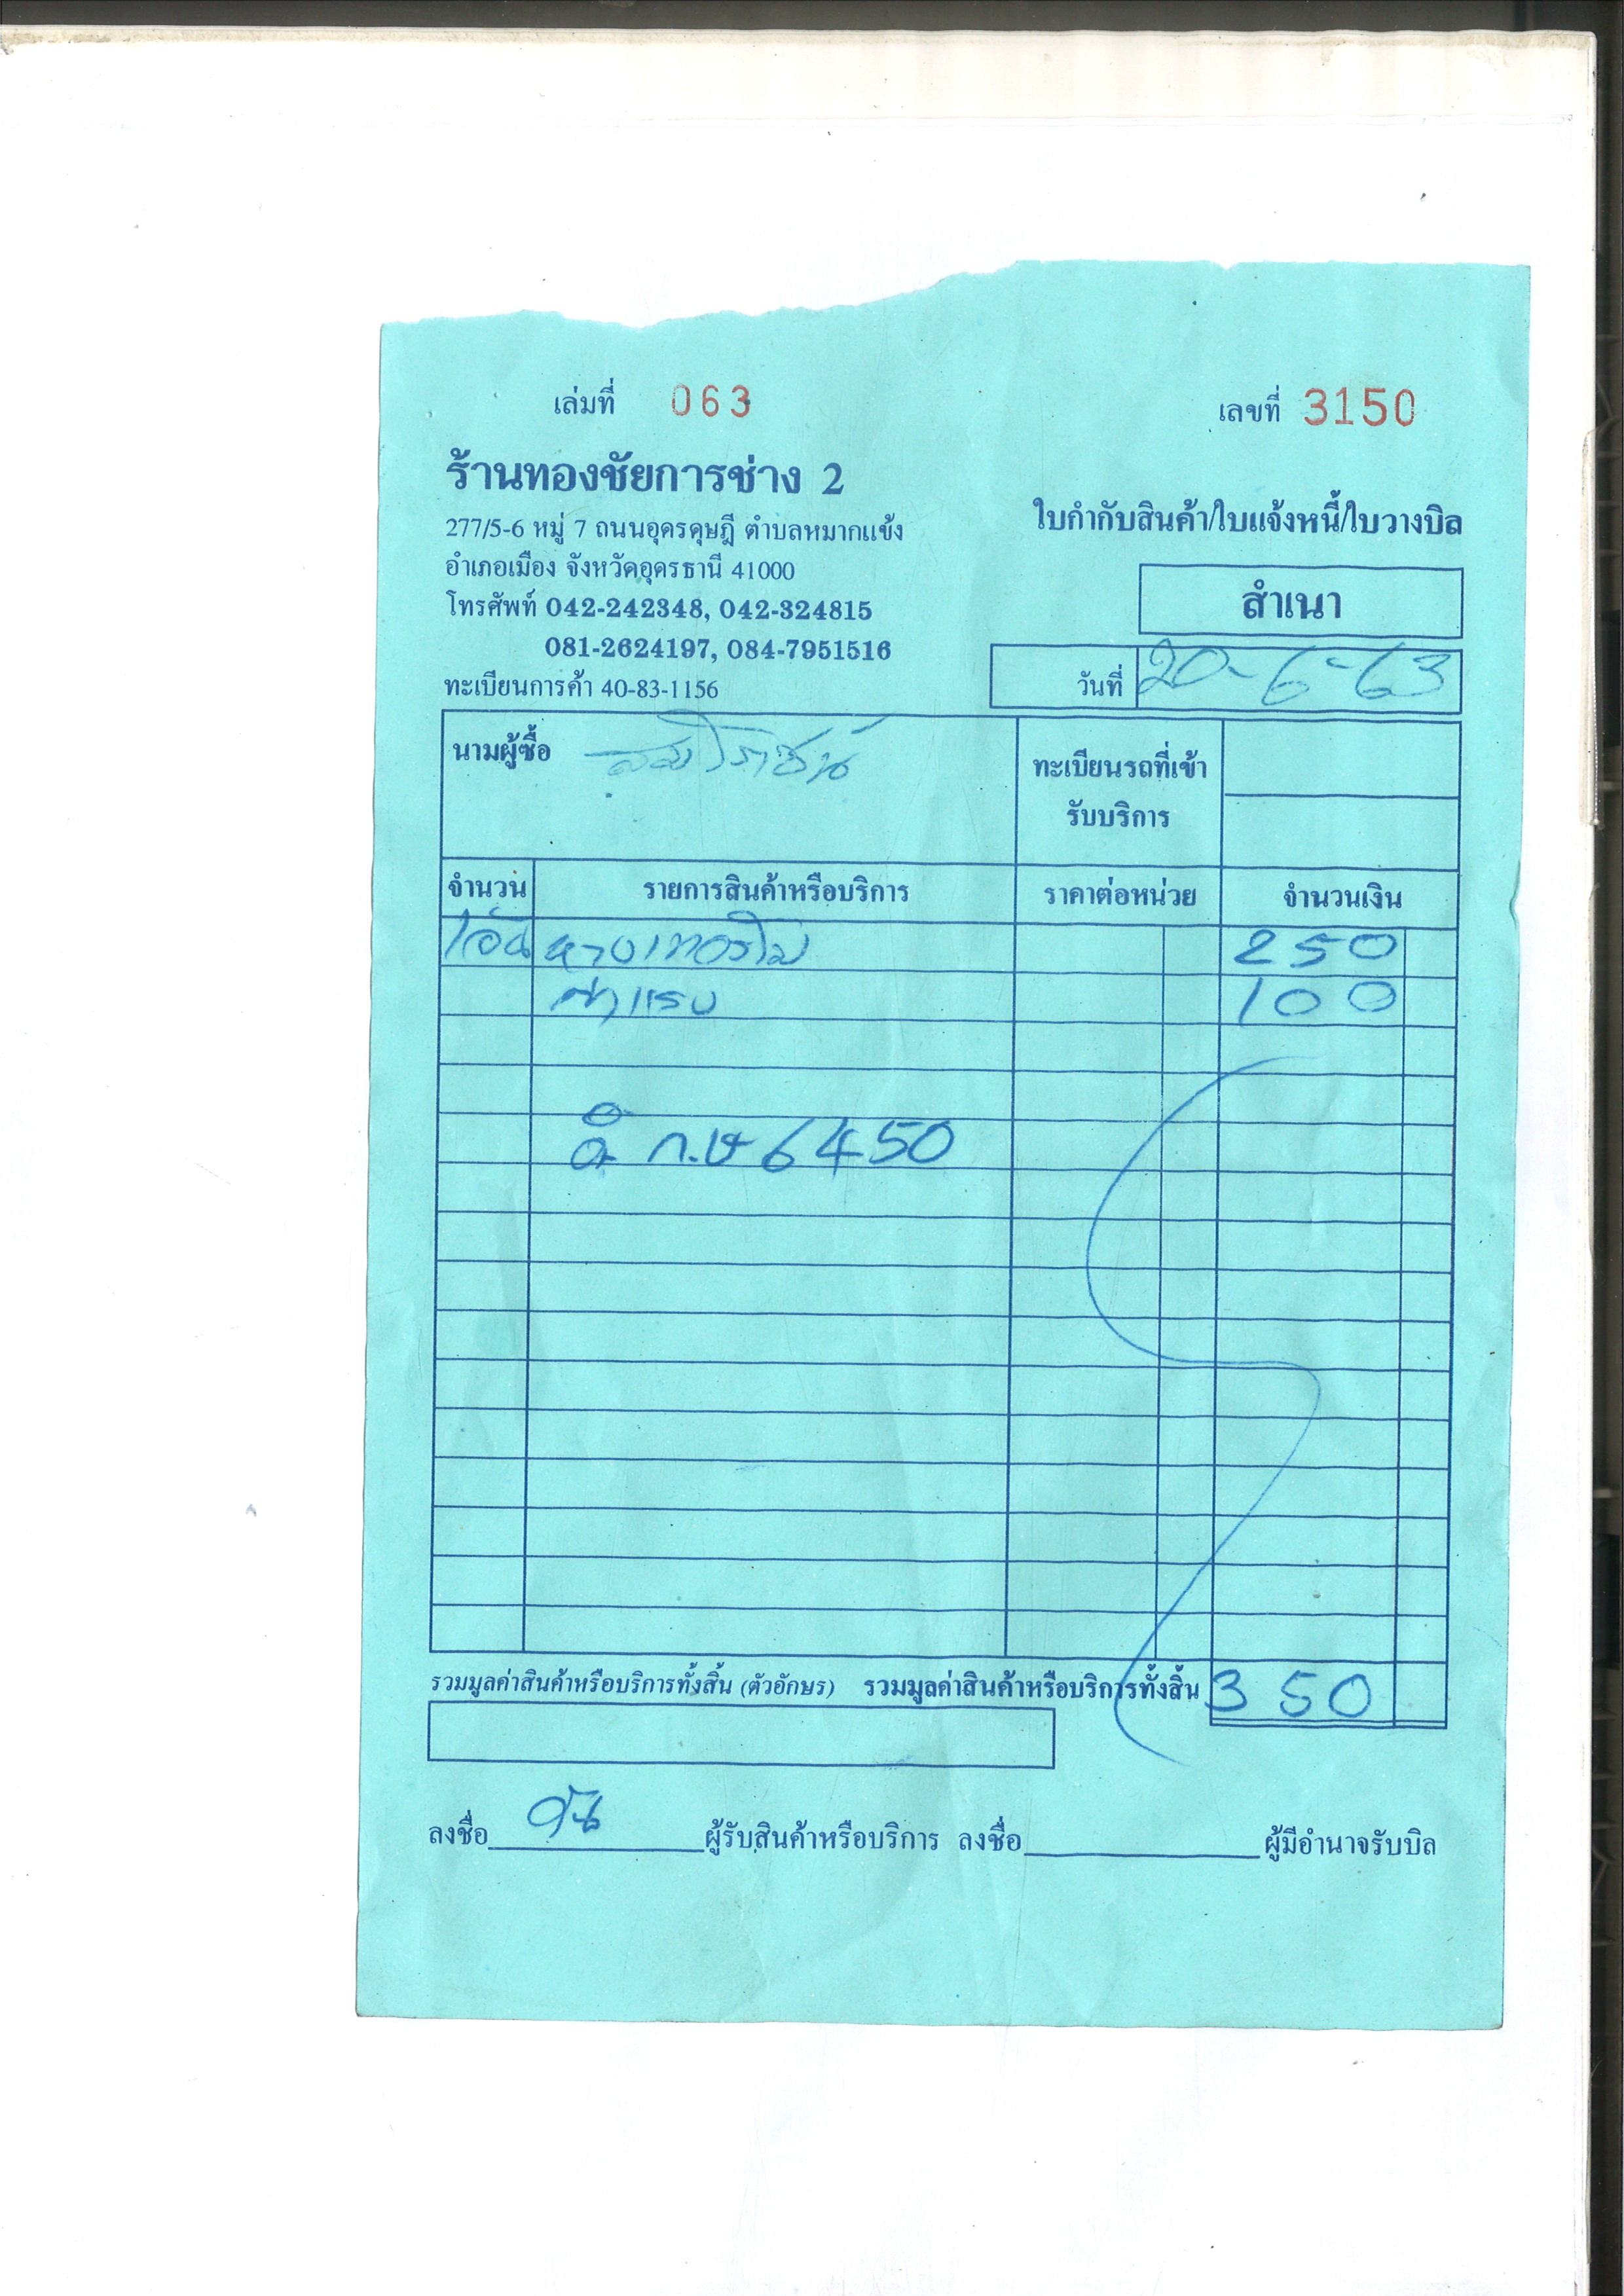 เล่มที่ 063 เลขที่ 3150
ร้านทองชัยการช่าง 2
277/5-6 หมู่ 7 ถนนอุดรดุษฎี ตำบลหมากแข้ง
ใบกำกับสินค้า/ใบแจ้งหนี้/ใบวางบิล
อำเภอเมือง จังหวัดอุดรธานี 41000
สำเนา
โทรศัพท์ 042-242348, 042-324815
081-2624197, 084-7951516
วันที่ 20-6-63
ทะเบียนการค้า 40-83-1156
นามผู้ซื้อ
ทะเบียนรถที่เข้า
รับบริการ
จำนวน รายการสินค้าหรือบริการ ราคาต่อหน่วย จำนวนเงิน
250
ค่าแรง 100
6450
รวมมูลค่าสินค้าหรือบริการทั้งสิ้น (ตัวอักษร) รวมมูลค่าสินค้าหรือบริการทั้งสิ้น 350
ลงชื่อ ผู้รับสินค้าหรือบริการ ลงชื่อ ผู้มีอำนาจรับบิล